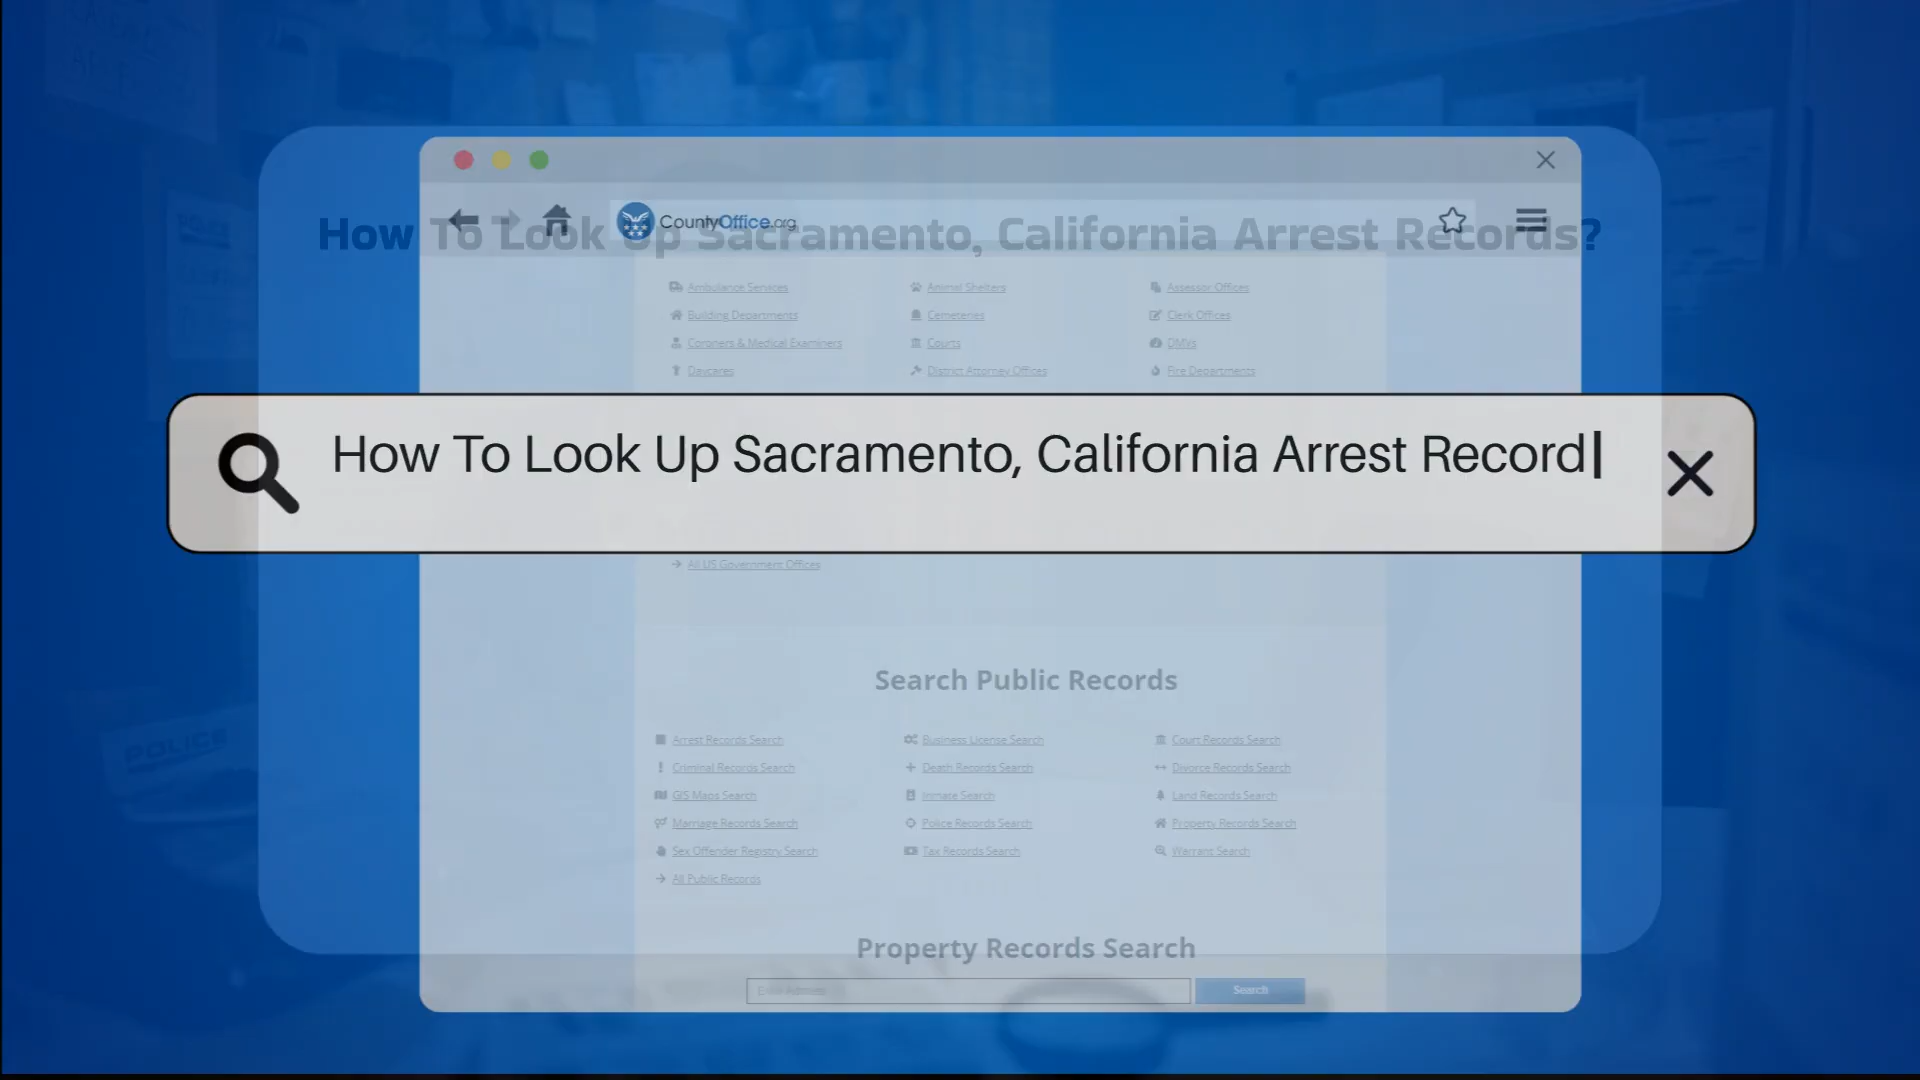 CountyOffice.org
How To Look Up Sacramento, California Arrest Records?
Ambulance Services
Animal Shelters
Assessor Offices
Building Departments
Cemeteries
Clerk Offices
Coroners & Medical Examiners
Courts
DMVs
Daycares
District Attorney Offices
Fire Departments
How To Look Up Sacramento, California Arrest Record
All US Government Offices
Search Public Records
Arrest Records Search
Business License Search
Court Records Search
Criminal Records Search
Death Records Search
Divorce Records Search
GIS Maps Search
Inmate Search
Land Records Search
Marriage Records Search
Police Records Search
Property Records Search
Sex Offender Registry Search
Tax Records Search
Warrant Search
All Public Records
POLICE
Property Records Search
Enter Address
Search